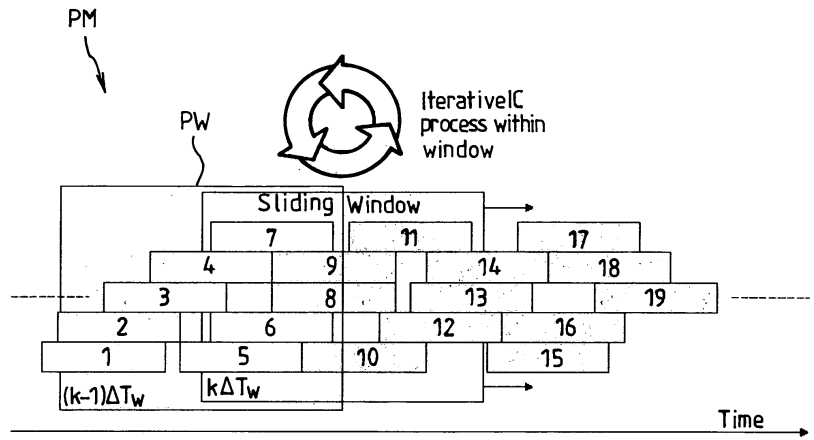 PM
PW
IterativeIC
process within
window
Sliding Window
7 11 17
4 9 14 18
3 8 13 19
2 6 12 16
1 5 10 15
(k-1)ΔTw kΔTw
Time